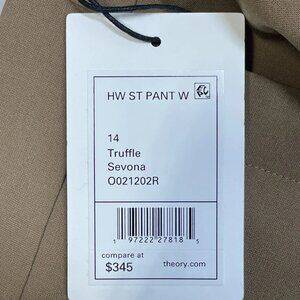 HW ST PANT W
14
Truffle
Sevona
O021202R
1 97222 27818 5
compare at
$345
theory.com